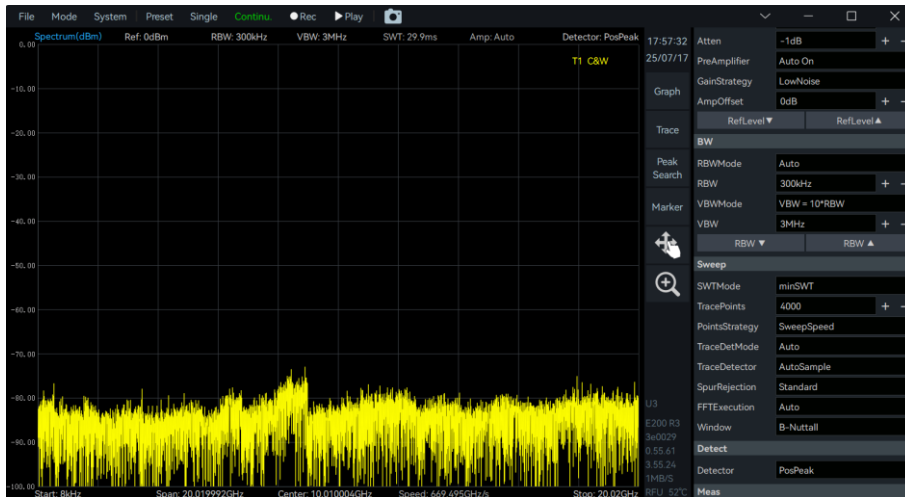 File Mode System Preset Single Continu. Rec Play
Spectrum(dBm) Ref: 0dBm RBW: 300kHz VBW: 3MHz SWT: 29.9ms Amp: Auto Detector: PosPeak
T1 C&W
0.00
-10.00
-20.00
-30.00
-40.00
-50.00
-60.00
-70.00
-80.00
-90.00
-100.00
Start: 8kHz Span: 20.019992GHz Center: 10.010004GHz Speed: 669.495GHz/s Stop: 20.02GHz
17:57:32
25/07/17
Graph
Trace
Peak
Search
Marker
U3
E200 R3
3e0029
0.55.61
3.55.24
1MB/S
RFU 52°C
Atten -1dB + -
PreAmplifier Auto On
GainStrategy LowNoise
AmpOffset 0dB + -
RefLevel▼ RefLevel▲
BW
RBWMode Auto
RBW 300kHz + -
VBWMode VBW = 10*RBW
VBW 3MHz + -
RBW ▼ RBW ▲
Sweep
SWTMode minSWT
TracePoints 4000 + -
PointsStrategy SweepSpeed
TraceDetMode Auto
TraceDetector AutoSample
SpurRejection Standard
FFTExecution Auto
Window B-Nuttall
Detect
Detector PosPeak
Meas